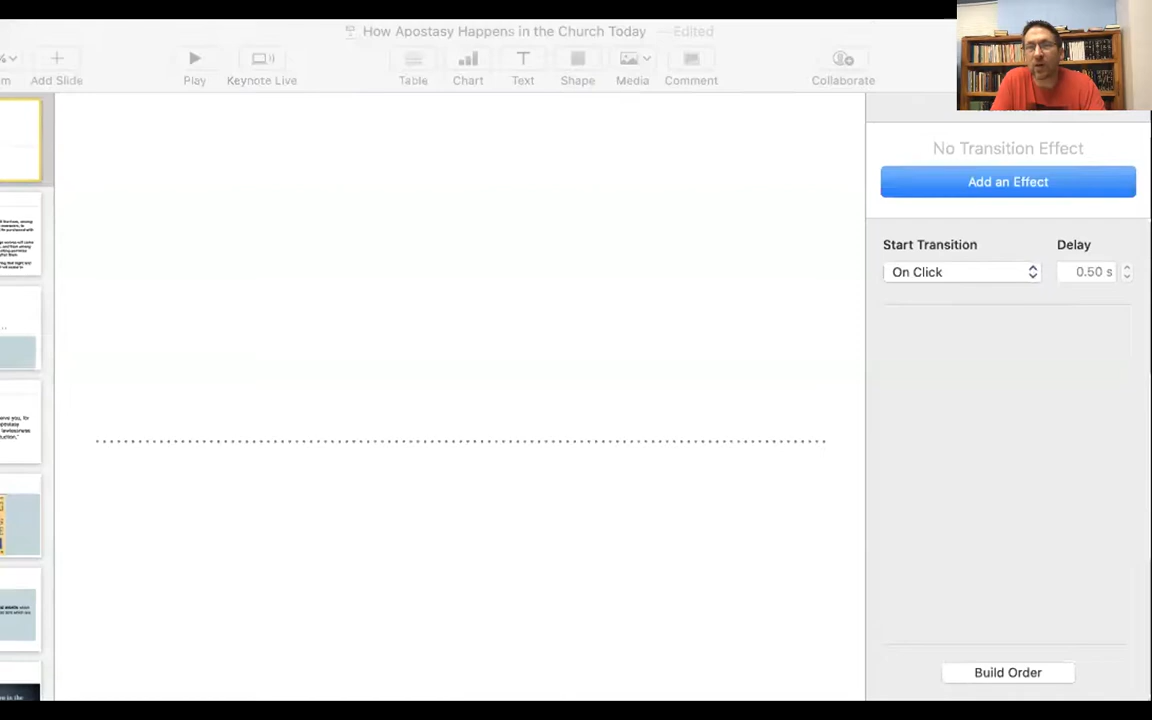 How Apostasy Happens in the Church Today — Edited
Add Slide
Play
Keynote Live
Table
Chart
Text
Shape
Media
Comment
Collaborate
No Transition Effect
Add an Effect
Start Transition
Delay
On Click
0.50 s
Build Order